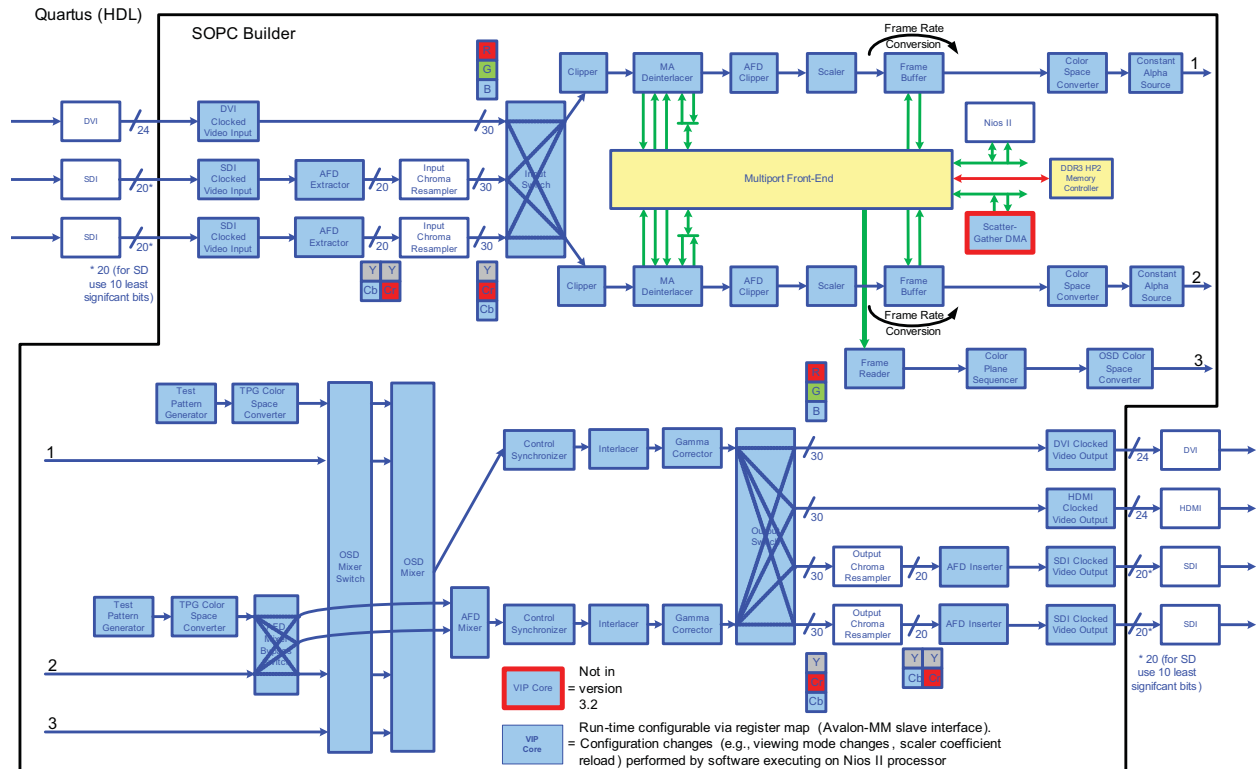 Quartus (HDL)
SOPC Builder
DVI
24
DVI
Clocked
Video Input
R
G
B
30
SDI
20*
SDI
Clocked
Video Input
AFD
Extractor
20
Input
Chroma
Resampler
30
SDI
20*
SDI
Clocked
Video Input
AFD
Extractor
20
Input
Chroma
Resampler
30
* 20 (for SD
use 10 least
signifcant bits)
Y Y
Cb Cr
Y
Cr
Cb
Input
Switch
Clipper
MA
Deinterlacer
AFD
Clipper
Scaler
Frame Rate
Conversion
Frame
Buffer
Color
Space
Converter
Constant
Alpha
Source
1
Nios II
Multiport Front-End
DDR3 HP2
Memory
Controller
Scatter-
Gather DMA
Clipper
MA
Deinterlacer
AFD
Clipper
Scaler
Frame
Buffer
Frame Rate
Conversion
Color
Space
Converter
Constant
Alpha
Source
2
Frame
Reader
Color
Plane
Sequencer
OSD Color
Space
Converter
3
Test
Pattern
Generator
TPG Color
Space
Converter
1
OSD
Mixer
Switch
OSD
Mixer
Test
Pattern
Generator
TPG Color
Space
Converter
AFD
Mixer
Bypass
Switch
2
3
AFD
Mixer
Control
Synchronizer
Interlacer
Gamma
Corrector
Control
Synchronizer
Interlacer
Gamma
Corrector
Output
Switch
R
G
B
30
DVI Clocked
Video Output
24
DVI
30
HDMI
Clocked
Video Output
24
HDMI
30
Output
Chroma
Resampler
20
AFD Inserter
SDI Clocked
Video Output
20*
SDI
30
Output
Chroma
Resampler
20
AFD Inserter
SDI Clocked
Video Output
20*
SDI
Y
Cr
Cb
Y Y
Cb Cr
* 20 (for SD
use 10 least
signifcant bits)
VIP Core
Not in
= version
3.2
VIP
Core
Run-time configurable via register map (Avalon-MM slave interface).
= Configuration changes (e.g., viewing mode changes, scaler coefficient
reload) performed by software executing on Nios II processor